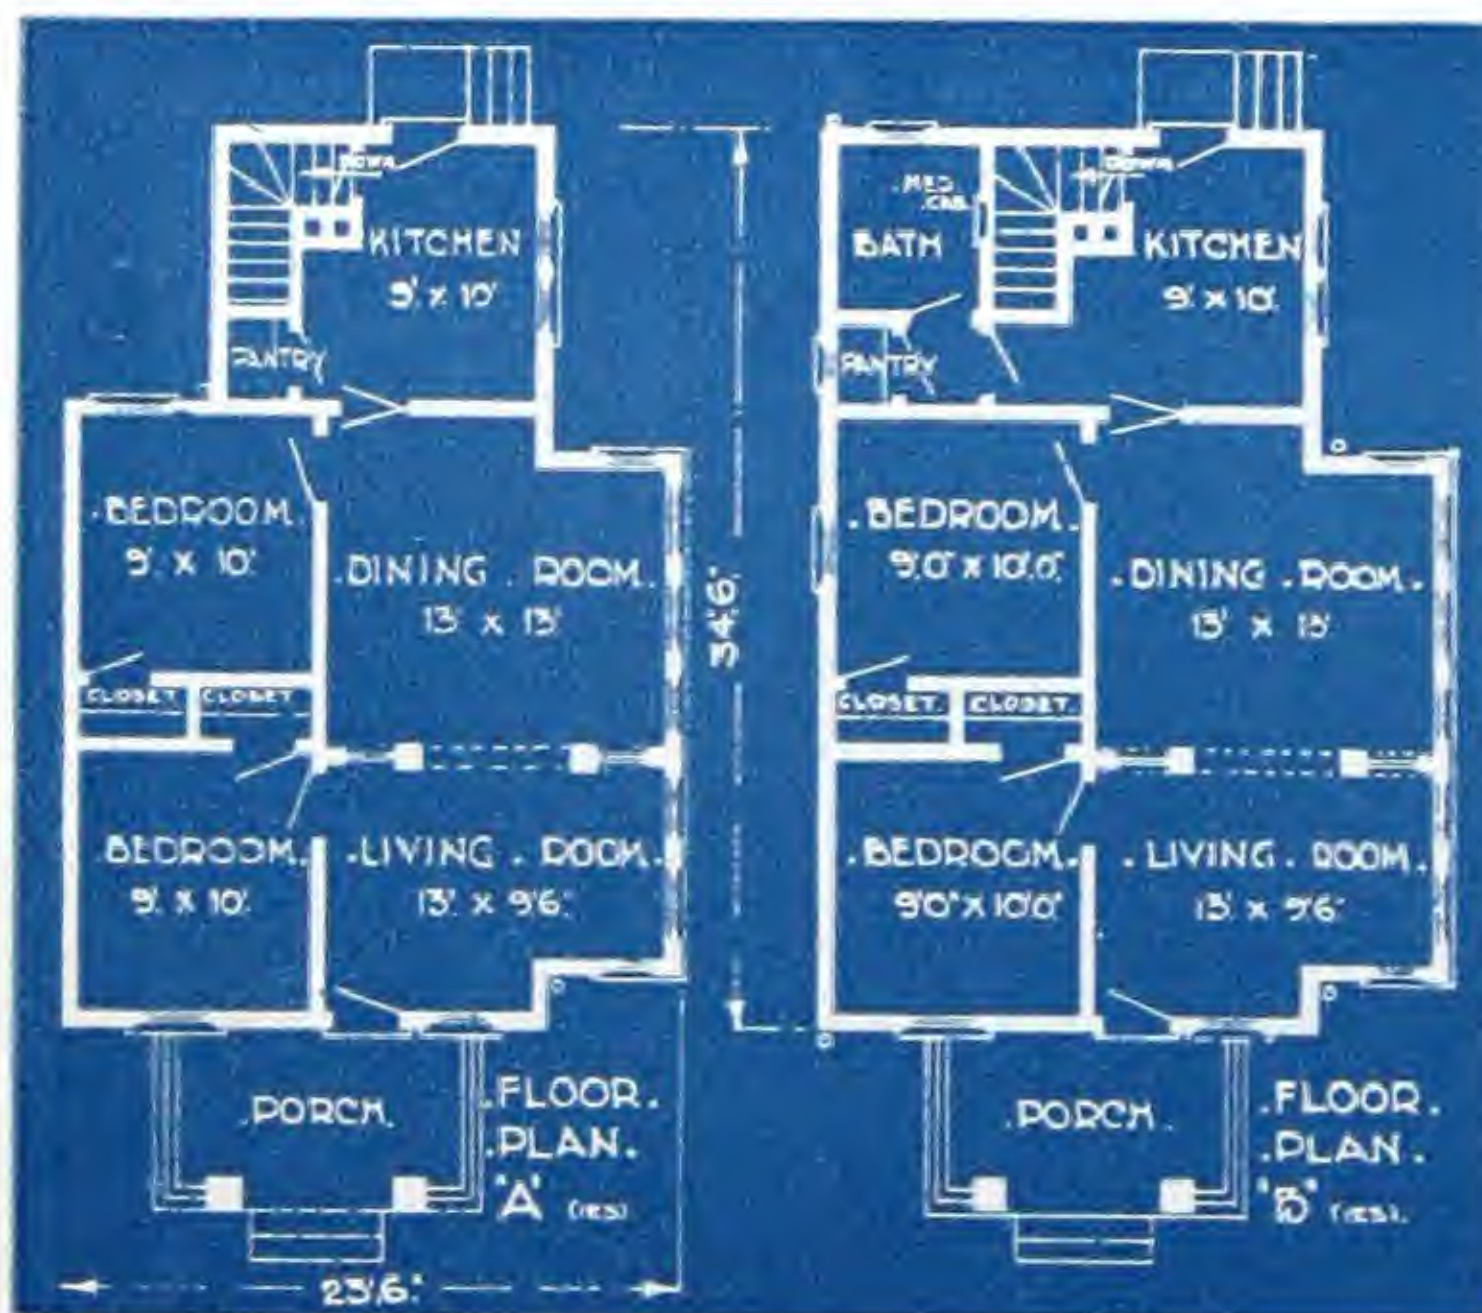 DOWN
KITCHEN
9' x 10'
PANTRY
.BEDROOM.
9'. x 10'.
.DINING . ROOM.
13' x 13'
CLOSET
CLOSET
.BEDROOM.
9'. x 10'.
.LIVING . ROOM.
13'. x 9'6".
.PORCH.
.FLOOR.
.PLAN.
"A"
23'6".
34'6".
.MED.
.CAB.
BATH
DOWN
KITCHEN
9'. x 10'.
PANTRY
.BEDROOM.
9'.0" x 10'.0".
.DINING .ROOM.
13' x 13'
CLOSET.
CLOSET.
.BEDROOM.
9'0" x 10'0".
.LIVING . ROOM.
13'. x 9'6"
.PORCH.
.FLOOR.
.PLAN.
"B"